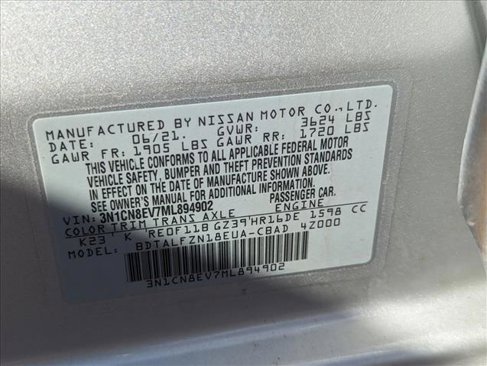 MANUFACTURED BY NISSAN MOTOR CO., LTD.
DATE: 06/21. GVWR: 3624 LBS
GAWR FR: 1905 LBS GAWR RR: 1720 LBS
THIS VEHICLE CONFORMS TO ALL APPLICABLE FEDERAL MOTOR
VEHICLE SAFETY, BUMPER, AND THEFT PREVENTION STANDARDS
IN EFFECT ON THE DATE OF MANUFACTURE SHOWN ABOVE.
SEE OWNER'S MANUAL FOR ADDITIONAL INFORMATION.
VIN: 3N1CN8EV7ML894902 PASSENGER CAR.
COLOR TRIM TRANS AXLE ENGINE
K23 K RE0F11B GZ39 HR16DE 1598 CC
MODEL: BDTALFZN18EUA-CBAD 4Z000
3N1CN8EV7ML894902